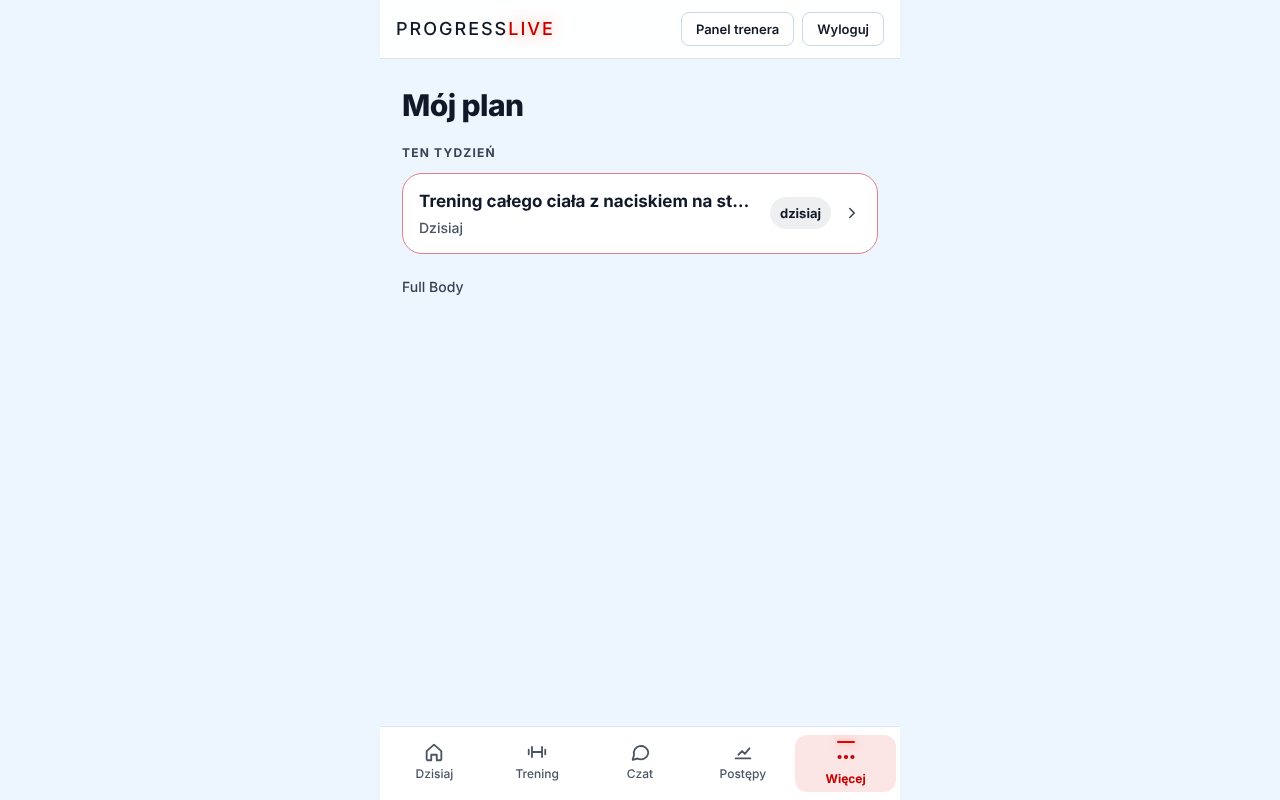 PROGRESSLIVE
Panel trenera
Wyloguj
Mój plan
TEN TYDZIEŃ
Trening całego ciała z naciskiem na st...
Dzisiaj
dzisiaj
Full Body
Dzisiaj
Trening
Czat
Postępy
Więcej